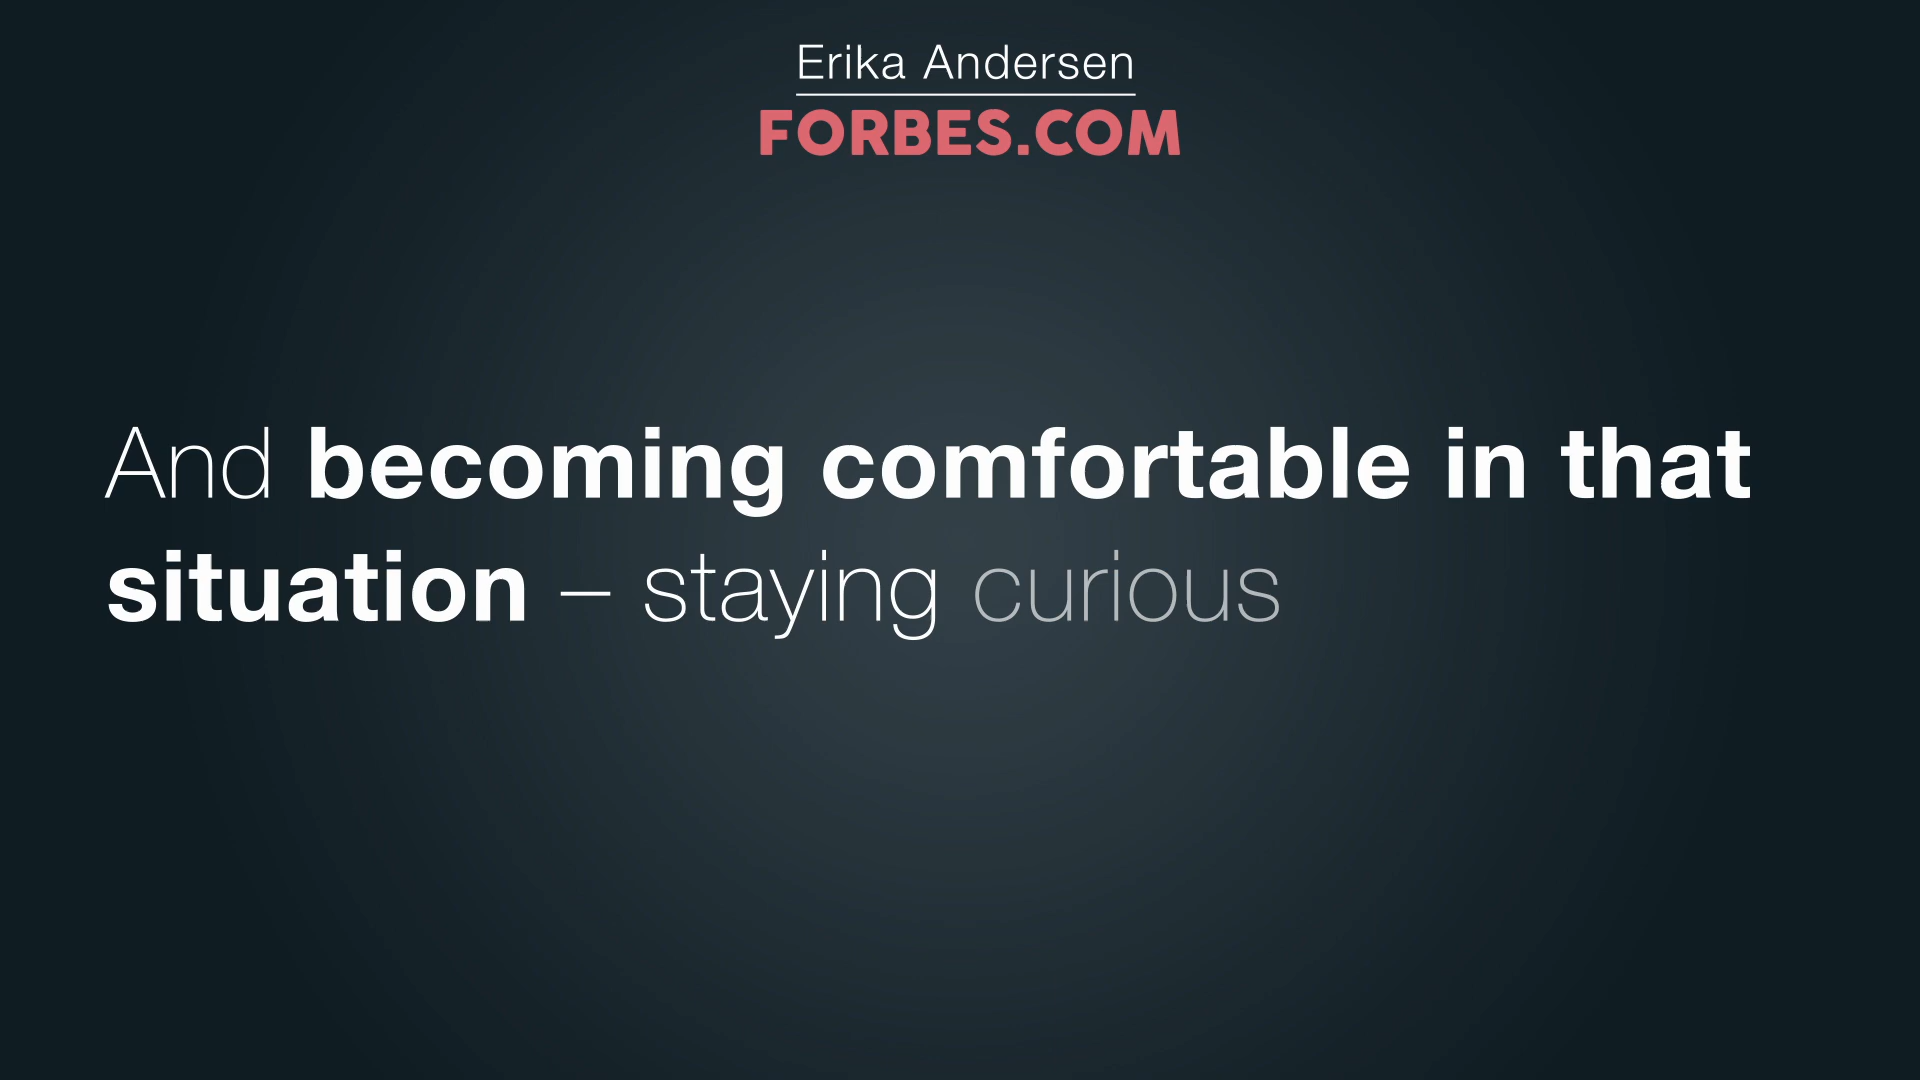 Erika Andersen
FORBES.COM
And becoming comfortable in that
situation – staying curious